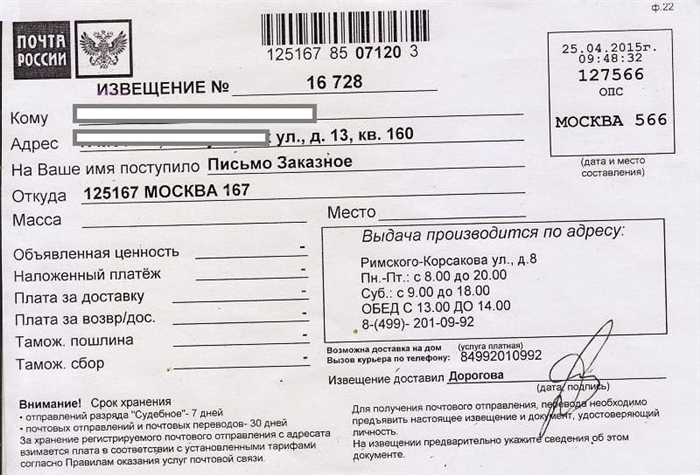 ф.22
ПОЧТА
РОССИИ
125167 85 07120 3
ИЗВЕЩЕНИЕ № 16 728
25.04.2015г.
09:48:32
127566
ОПС
МОСКВА 566
(дата и место
составления)
Кому
Адрес ул., д. 13, кв. 160
На Ваше имя поступило Письмо Заказное
Откуда 125167 МОСКВА 167
Масса
Место
Объявленная ценность -
Наложенный платёж -
Плата за доставку -
Плата за возвр/дос. -
Тамож. пошлина -
Тамож. сбор -
Выдача производится по адресу:
Римского-Корсакова ул., д.8
Пн.-Пт.: с 8.00 до 20.00
Суб.: с 9.00 до 18.00
ОБЕД С 13.00 ДО 14.00
8-(499)- 201-09-92
Возможна доставка на дом (услуга платная)
Вызов курьера по телефону: 84992010992
Извещение доставил Дорогова
(дата, подпись)
Внимание! Срок хранения
• отправлений разряда "Судебное"- 7 дней
• почтовых отправлений и почтовых переводов- 30 дней
За хранение регистрируемого почтового отправления с адресата
взимается плата в соответствии с установленными тарифами
согласно Правилам оказания услуг почтовой связи.
Для получения почтового отправления, перевода необходимо
предъявить настоящее извещение и документ, удостоверяющий
личность.
На извещении предварительно укажите сведения об этом
документе.